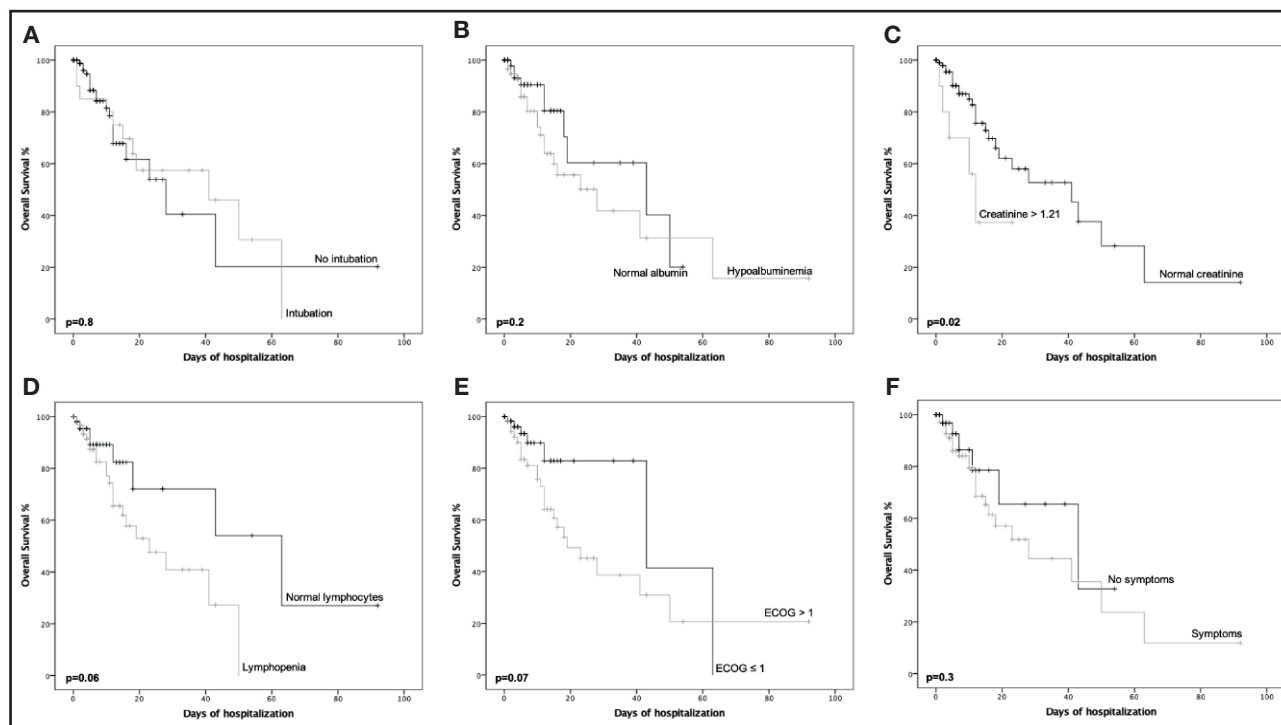 A
Overall Survival %
100
80
60
40
20
0
No intubation
Intubation
p=0.8
0 20 40 60 80 100
Days of hospitalization
B
Overall Survival %
100
80
60
40
20
0
Normal albumin
Hypoalbuminemia
p=0.2
0 20 40 60 80 100
Days of hospitalization
C
Overall Survival %
100
80
60
40
20
0
Creatinine > 1.21
Normal creatinine
p=0.02
0 20 40 60 80 100
Days of hospitalization
D
Overall Survival %
100
80
60
40
20
0
Normal lymphocytes
Lymphopenia
p=0.06
0 20 40 60 80 100
Days of hospitalization
E
Overall Survival %
100
80
60
40
20
0
ECOG > 1
ECOG ≤ 1
p=0.07
0 20 40 60 80 100
Days of hospitalization
F
Overall Survival %
100
80
60
40
20
0
No symptoms
Symptoms
p=0.3
0 20 40 60 80 100
Days of hospitalization